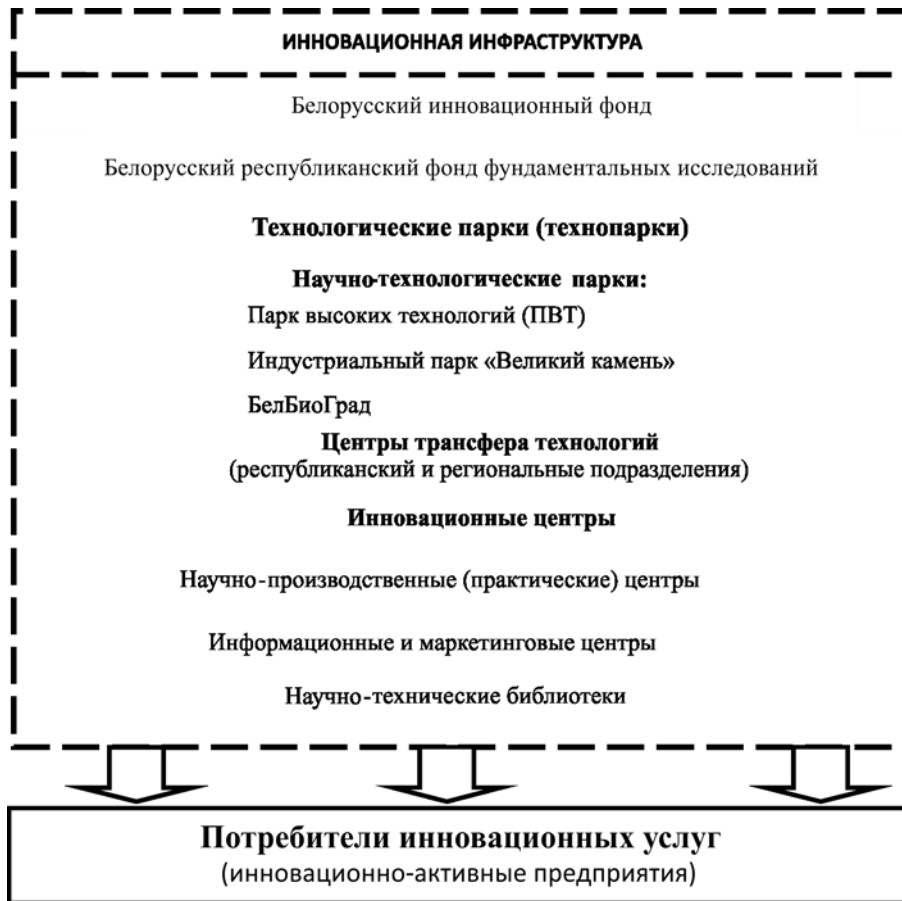 ИННОВАЦИОННАЯ ИНФРАСТРУКТУРА
Белорусский инновационный фонд
Белорусский республиканский фонд фундаментальных исследований
Технологические парки (технопарки)
Научно-технологические парки:
Парк высоких технологий (ПВТ)
Индустриальный парк «Великий камень»
БелБиоГрад
Центры трансфера технологий
(республиканский и региональные подразделения)
Инновационные центры
Научно-производственные (практические) центры
Информационные и маркетинговые центры
Научно-технические библиотеки
Потребители инновационных услуг
(инновационно-активные предприятия)